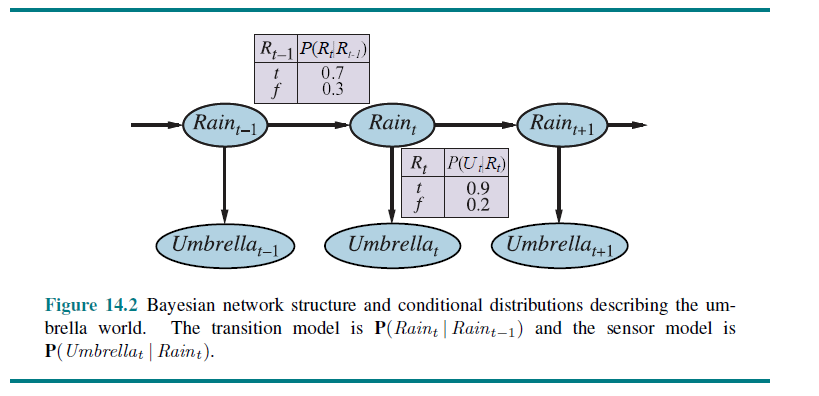 R_{t-1} P(R_t|R_{t-1})
t 0.7
f 0.3
Rain_{t-1} Rain_t Rain_{t+1}
R_t P(U_t|R_t)
t 0.9
f 0.2
Umbrella_{t-1} Umbrella_t Umbrella_{t+1}
Figure 14.2 Bayesian network structure and conditional distributions describing the um-
brella world. The transition model is P(Rain_t | Rain_{t-1}) and the sensor model is
P(Umbrella_t | Rain_t).